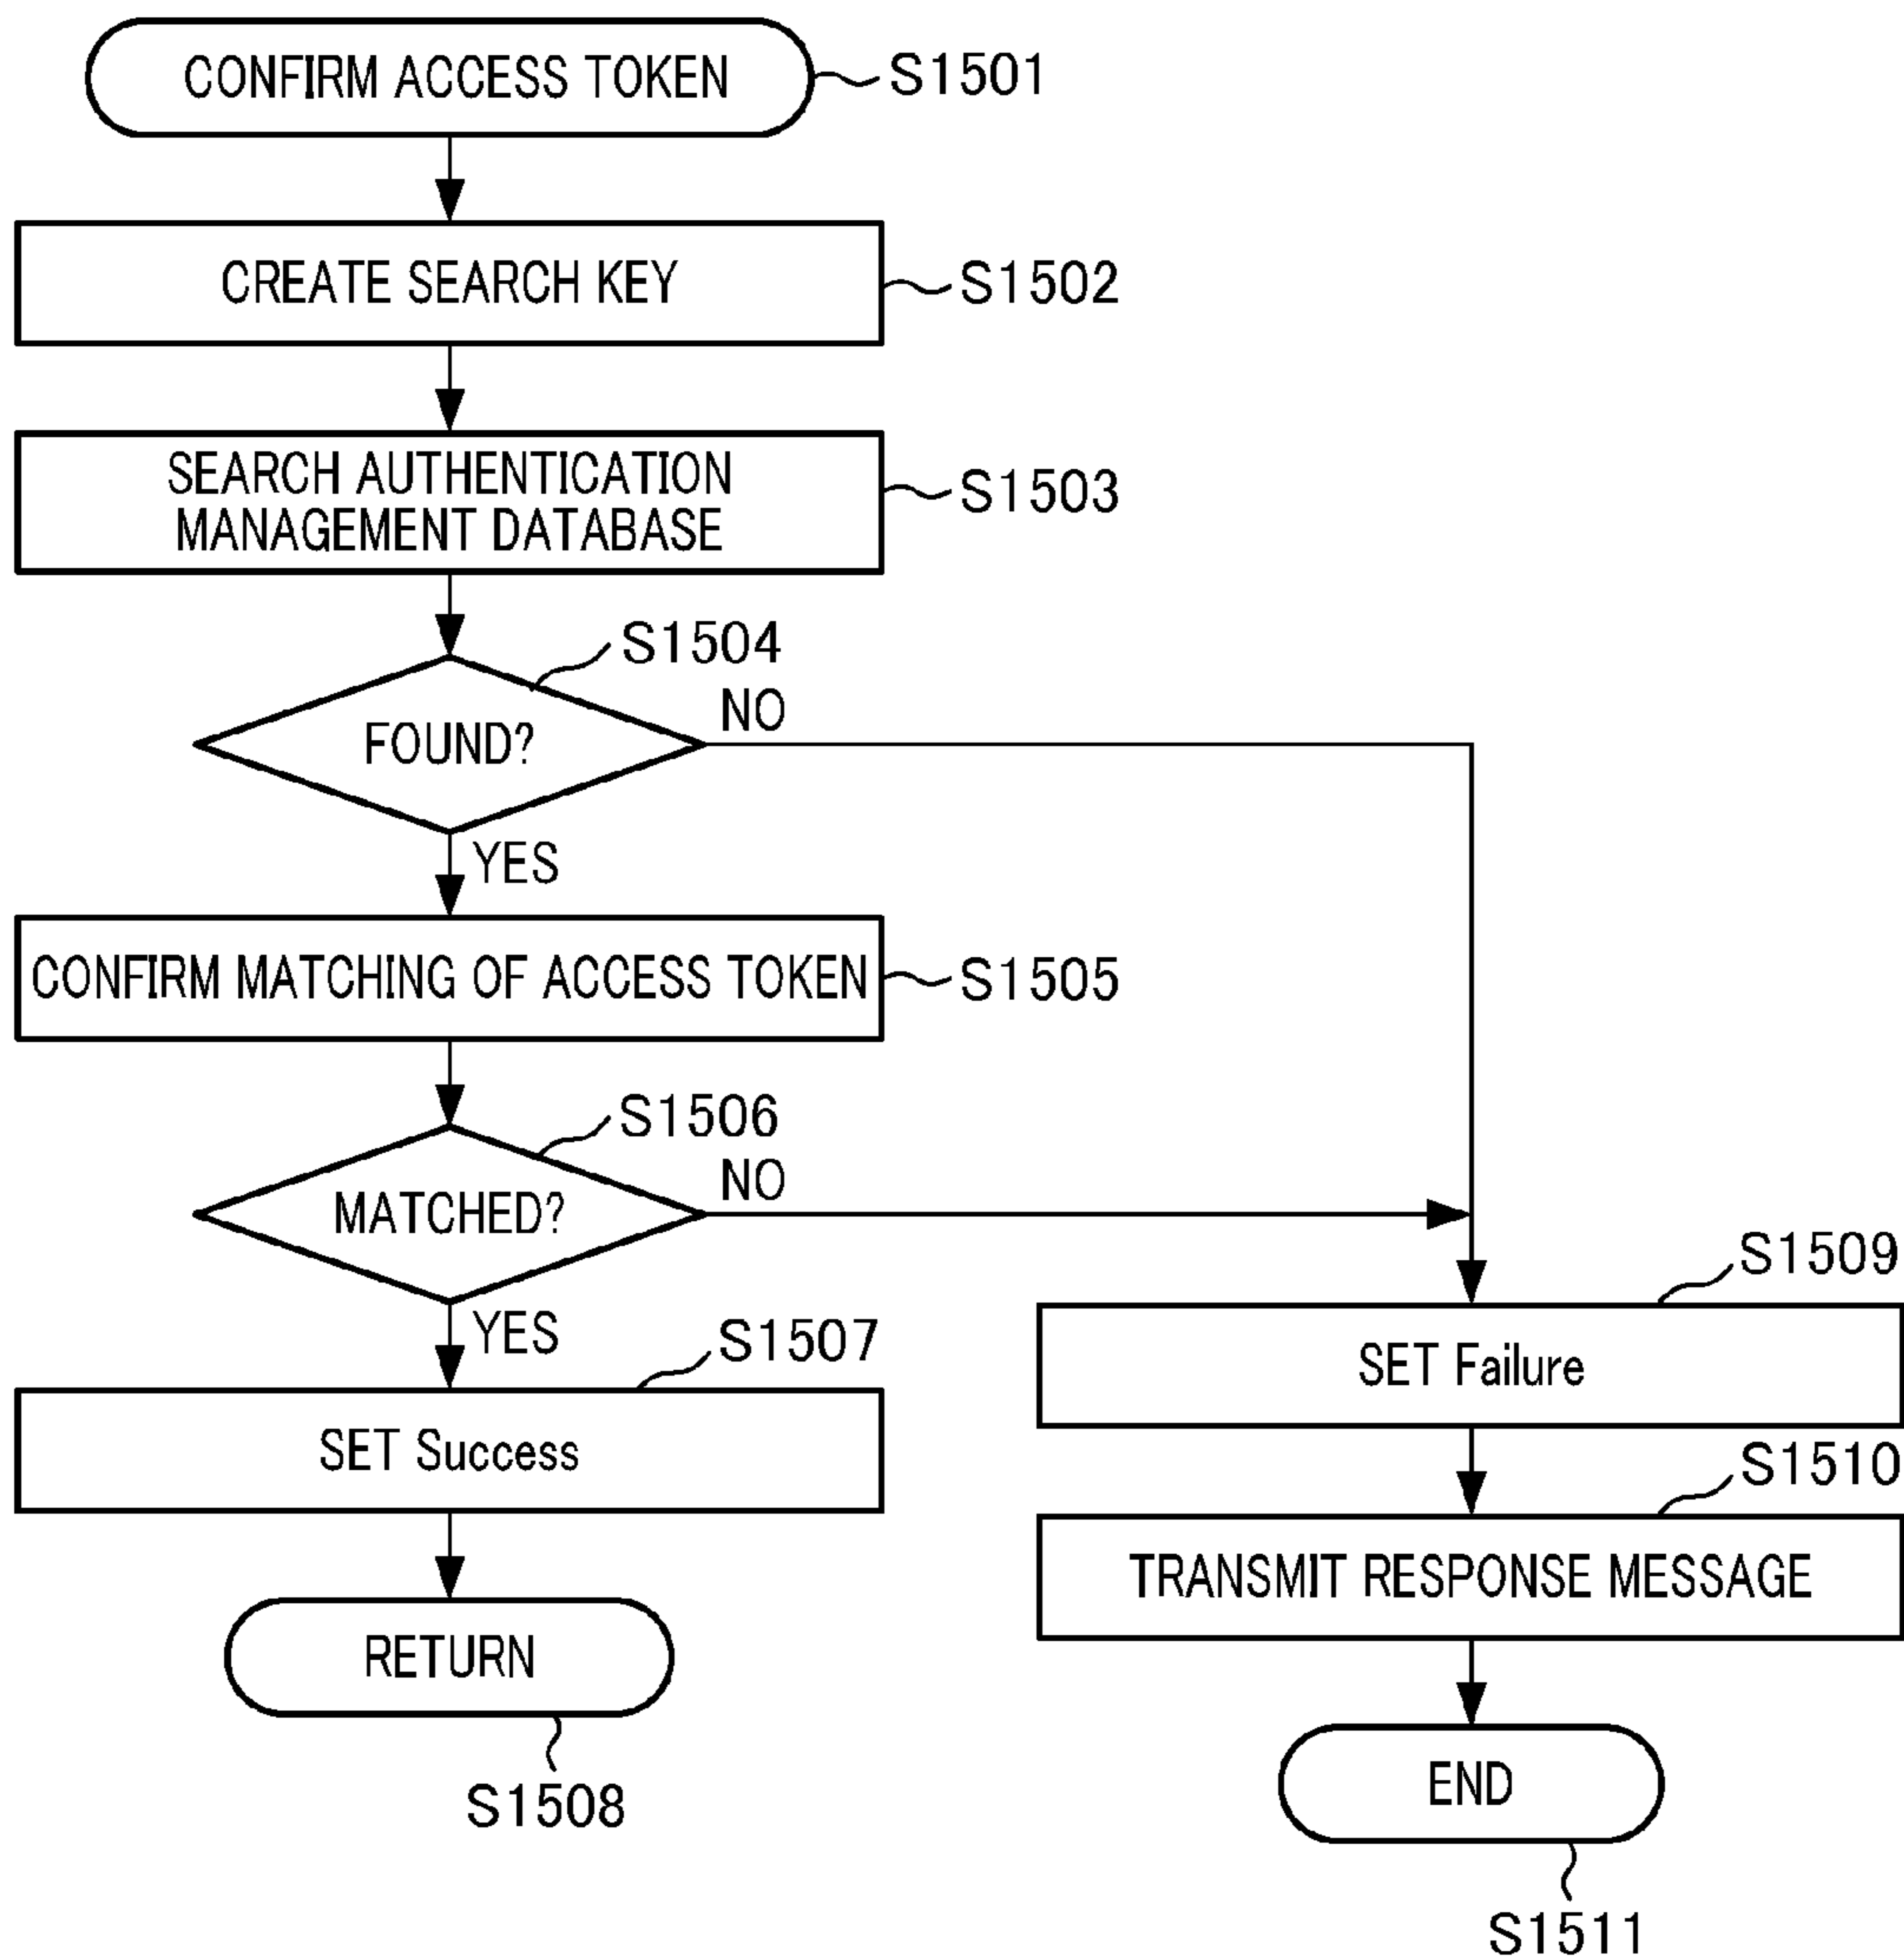 CONFIRM ACCESS TOKEN
S1501
CREATE SEARCH KEY
S1502
SEARCH AUTHENTICATION
MANAGEMENT DATABASE
S1503
S1504
FOUND?
NO
YES
CONFIRM MATCHING OF ACCESS TOKEN
S1505
S1506
MATCHED?
NO
YES
S1507
SET Success
RETURN
S1508
S1509
SET Failure
S1510
TRANSMIT RESPONSE MESSAGE
END
S1511